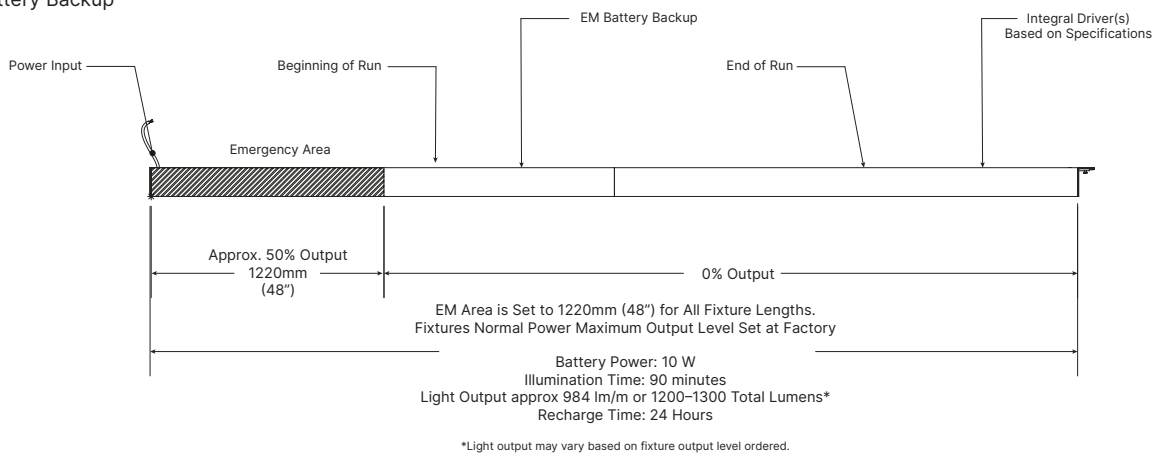 Battery Backup
EM Battery Backup
Integral Driver(s)
Based on Specifications
Power Input
Beginning of Run
End of Run
Emergency Area
Approx. 50% Output
1220mm
(48”)
0% Output
EM Area is Set to 1220mm (48”) for All Fixture Lengths.
Fixtures Normal Power Maximum Output Level Set at Factory
Battery Power: 10 W
Illumination Time: 90 minutes
Light Output approx 984 lm/m or 1200–1300 Total Lumens*
Recharge Time: 24 Hours
*Light output may vary based on fixture output level ordered.